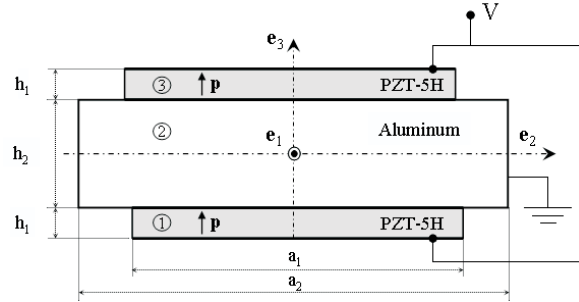 V
e3
h1
③
p
PZT-5H
②
Aluminum
h2
e1
e2
h1
①
p
PZT-5H
a1
a2